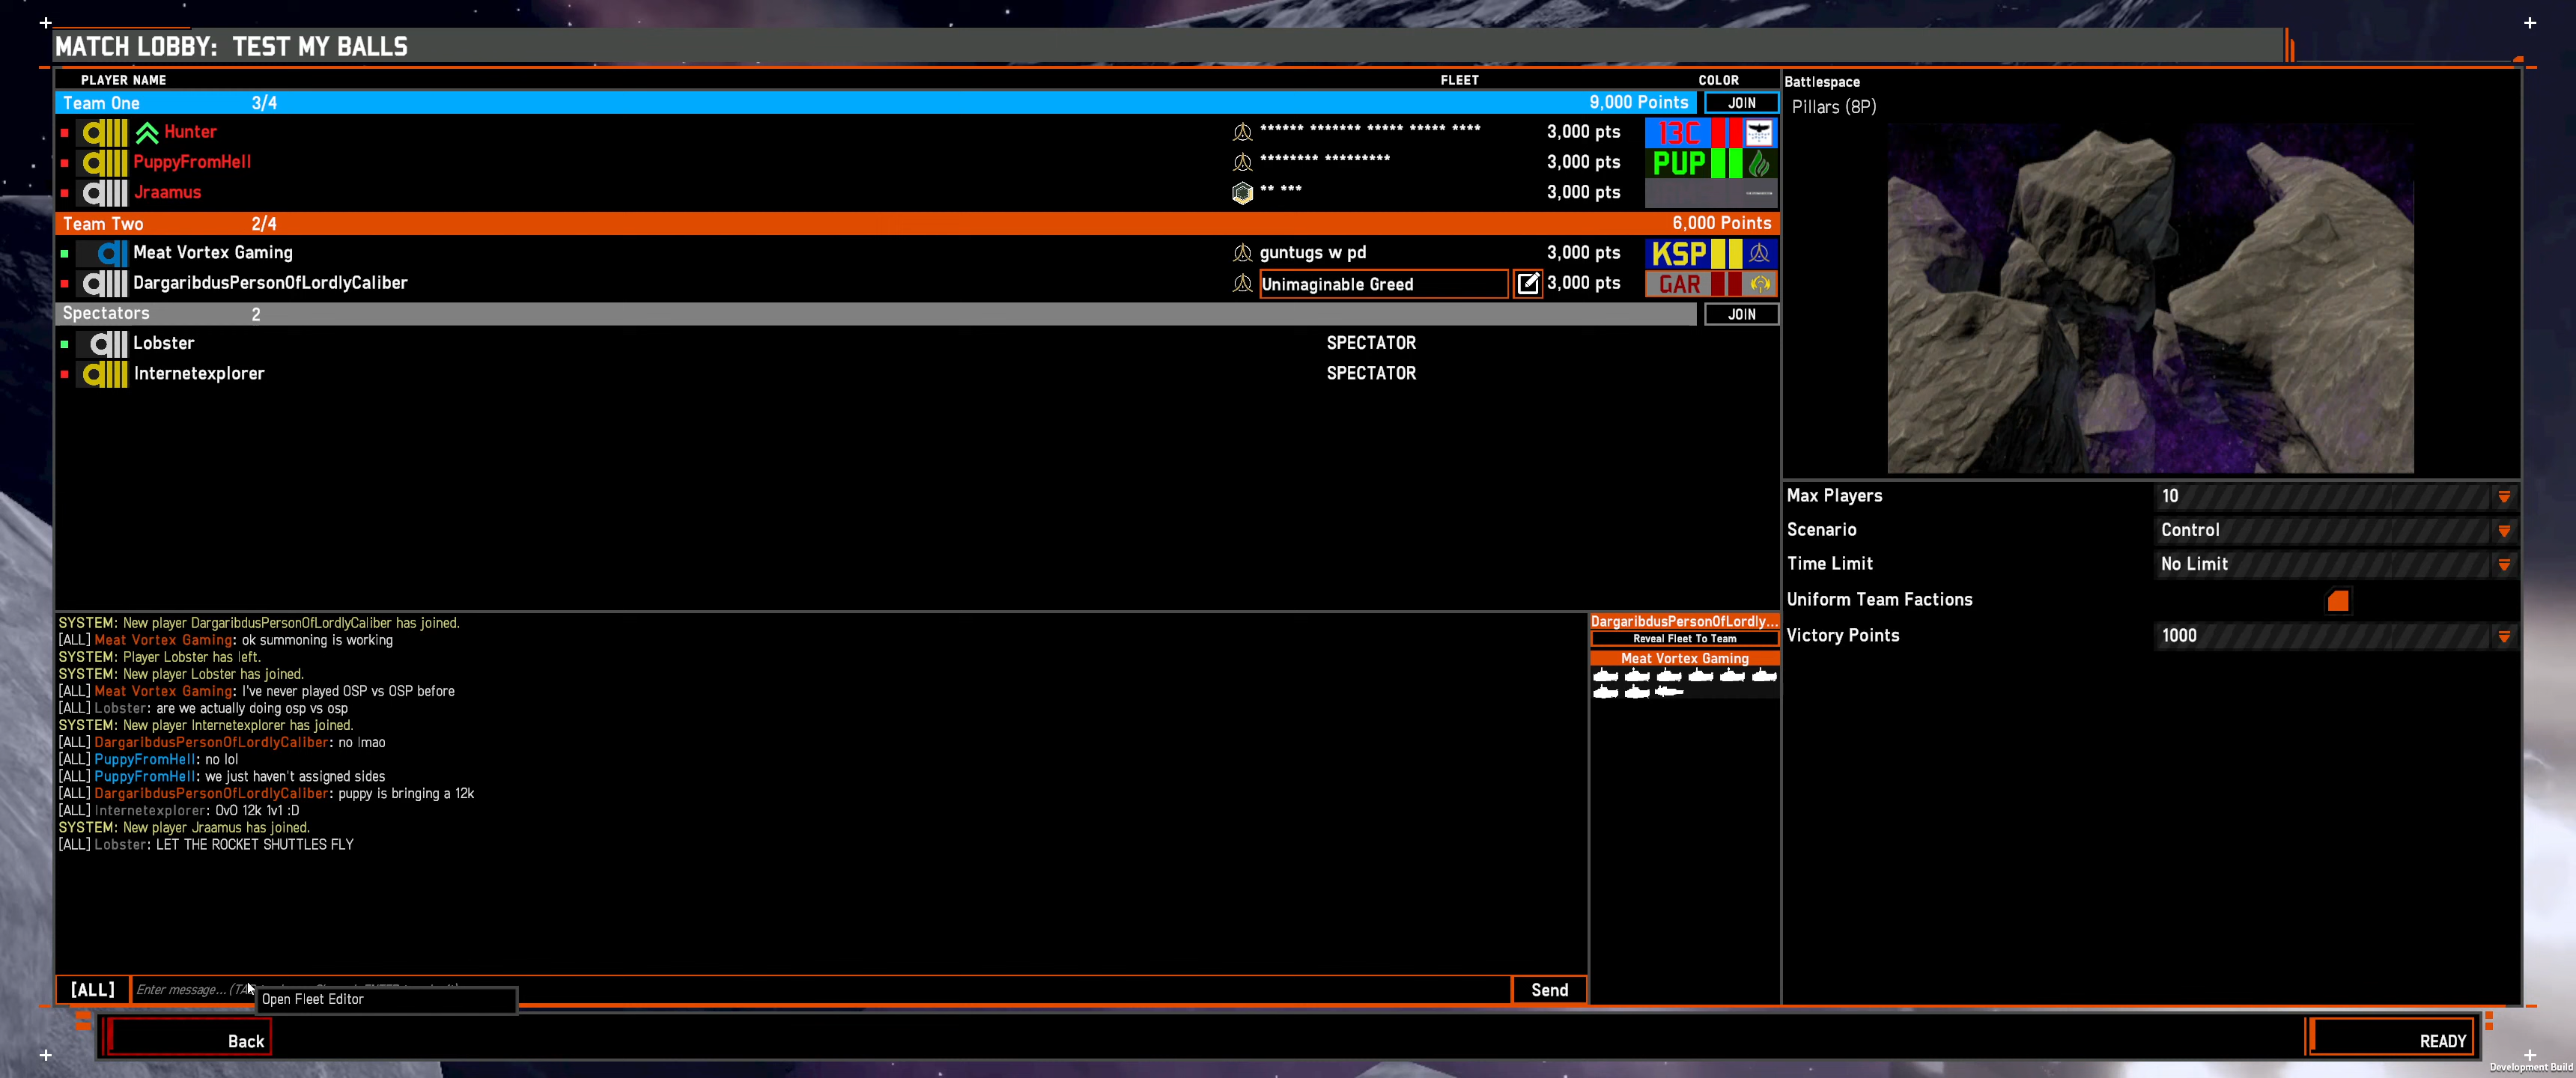 MATCH LOBBY: TEST MY BALLS
PLAYER NAME FLEET COLOR
Team One 3/4 9,000 Points JOIN
Hunter ****** ******* ***** ***** **** 3,000 pts 13C
PuppyFromHell ******** ********* 3,000 pts PUP
Jraamus ** *** 3,000 pts
Team Two 2/4 6,000 Points
Meat Vortex Gaming guntugs w pd 3,000 pts KSP
DargaribdusPersonOfLordlyCaliber Unimaginable Greed 3,000 pts GAR
Spectators 2 JOIN
Lobster SPECTATOR
Internetexplorer SPECTATOR
SYSTEM: New player DargaribdusPersonOfLordlyCaliber has joined.
[ALL] Meat Vortex Gaming: ok summoning is working
SYSTEM: Player Lobster has left.
SYSTEM: New player Lobster has joined.
[ALL] Meat Vortex Gaming: I've never played OSP vs OSP before
[ALL] Lobster: are we actually doing osp vs osp
SYSTEM: New player Internetexplorer has joined.
[ALL] DargaribdusPersonOfLordlyCaliber: no lmao
[ALL] PuppyFromHell: no lol
[ALL] PuppyFromHell: we just haven't assigned sides
[ALL] DargaribdusPersonOfLordlyCaliber: puppy is bringing a 12k
[ALL] Internetexplorer: 0v0 12k 1v1 :D
SYSTEM: New player Jraamus has joined.
[ALL] Lobster: LET THE ROCKET SHUTTLES FLY
[ALL] Enter message... (TA
Open Fleet Editor
Send
DargaribdusPersonOfLordly...
Reveal Fleet To Team
Meat Vortex Gaming
Battlespace
Pillars (8P)
Max Players 10
Scenario Control
Time Limit No Limit
Uniform Team Factions
Victory Points 1000
Back
READY
Development Build